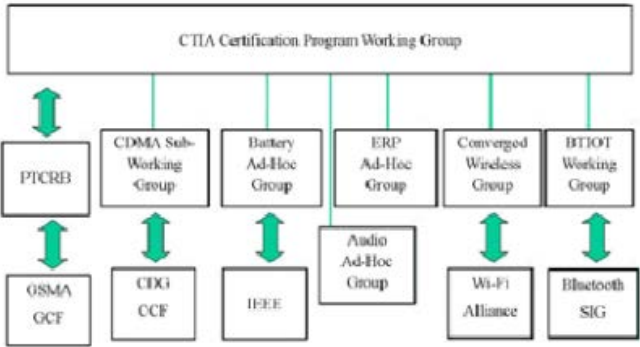 CTIA Certification Program Working Group
PTCRB
CDMA Sub-
Working
Group
Battery
Ad-Hoc
Group
ERP
Ad-Hoc
Group
Converged
Wireless
Group
BTIOT
Working
Group
GSMA
GCF
CDG
CCF
IEEE
Audio
Ad-Hoc
Group
Wi-Fi
Alliance
Bluetooth
SIG